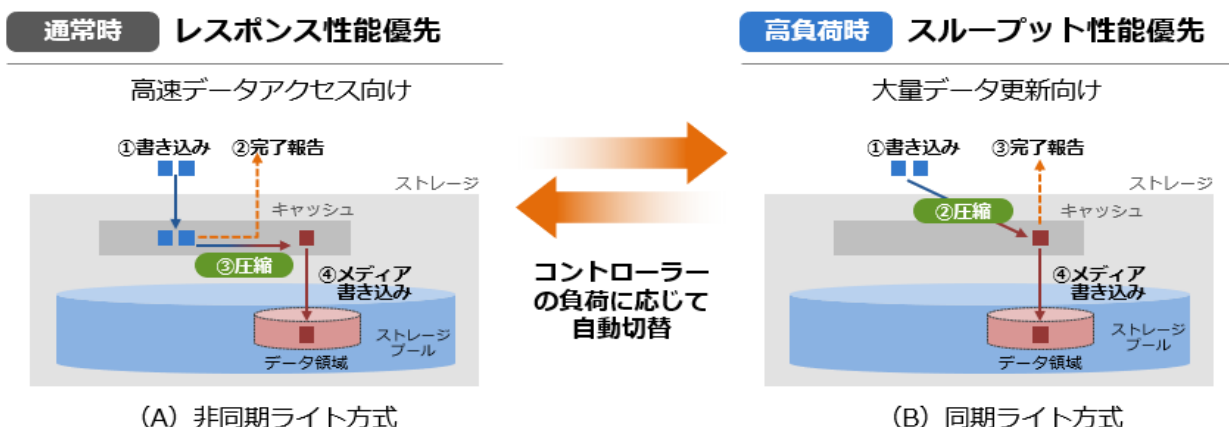 通常時 レスポンス性能優先
高速データアクセス向け
①書き込み ②完了報告
ストレージ
キャッシュ
③圧縮
④メディア
書き込み
ストレージ
プール
データ領域
(A)非同期ライト方式
コントローラー
の負荷に応じて
自動切替
高負荷時 スループット性能優先
大量データ更新向け
①書き込み ③完了報告
ストレージ
②圧縮
キャッシュ
④メディア
書き込み
ストレージ
プール
データ領域
(B)同期ライト方式